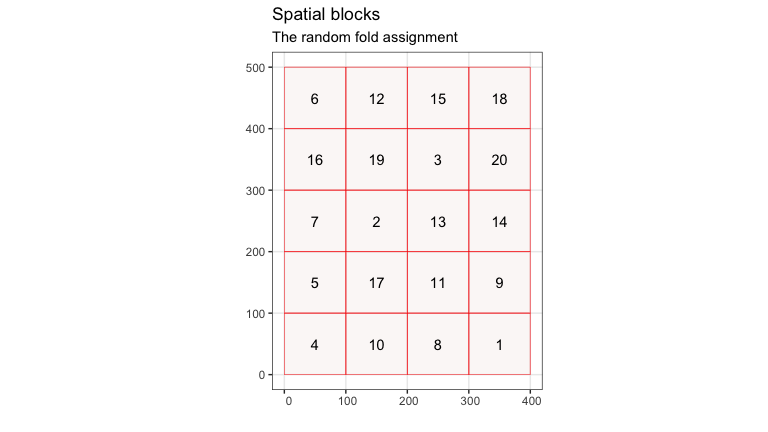 Spatial blocks
The random fold assignment
500
6 12 15 18
400
16 19 3 20
300
7 2 13 14
200
5 17 11 9
100
4 10 8 1
0
0 100 200 300 400